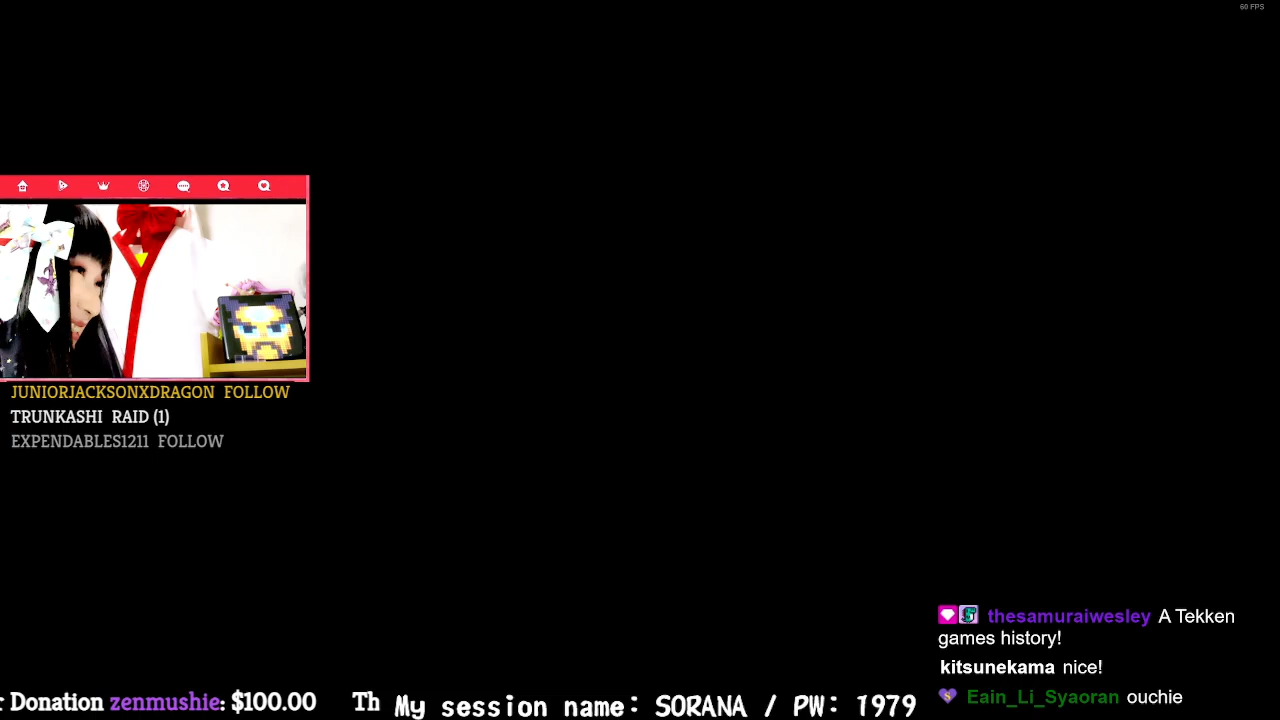 60 FPS
JUNIORJACKSONXDRAGON FOLLOW
TRUNKASHI RAID (1)
EXPENDABLES1211 FOLLOW
thesamuraiwesley A Tekken
games history!
kitsunekama nice!
Eain_Li_Syaoran ouchie
r Donation zenmushie: $100.00 Th
My session name: SORANA / PW: 1979